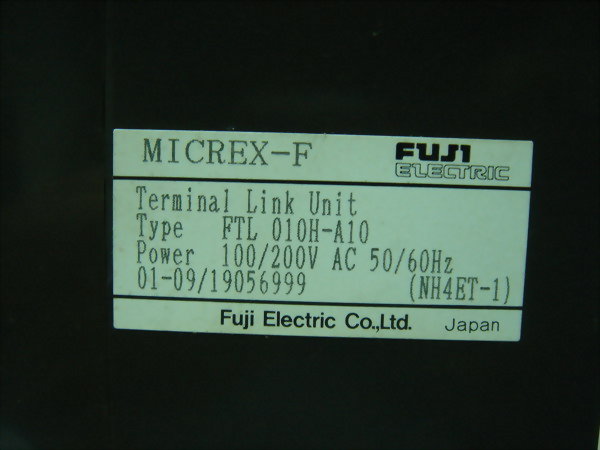 MICREX-F
FUJI
ELECTRIC
Terminal Link Unit
Type FTL 010H-A10
Power 100/200V AC 50/60Hz
01-09/19056999 (NH4ET-1)
Fuji Electric Co.,Ltd. Japan